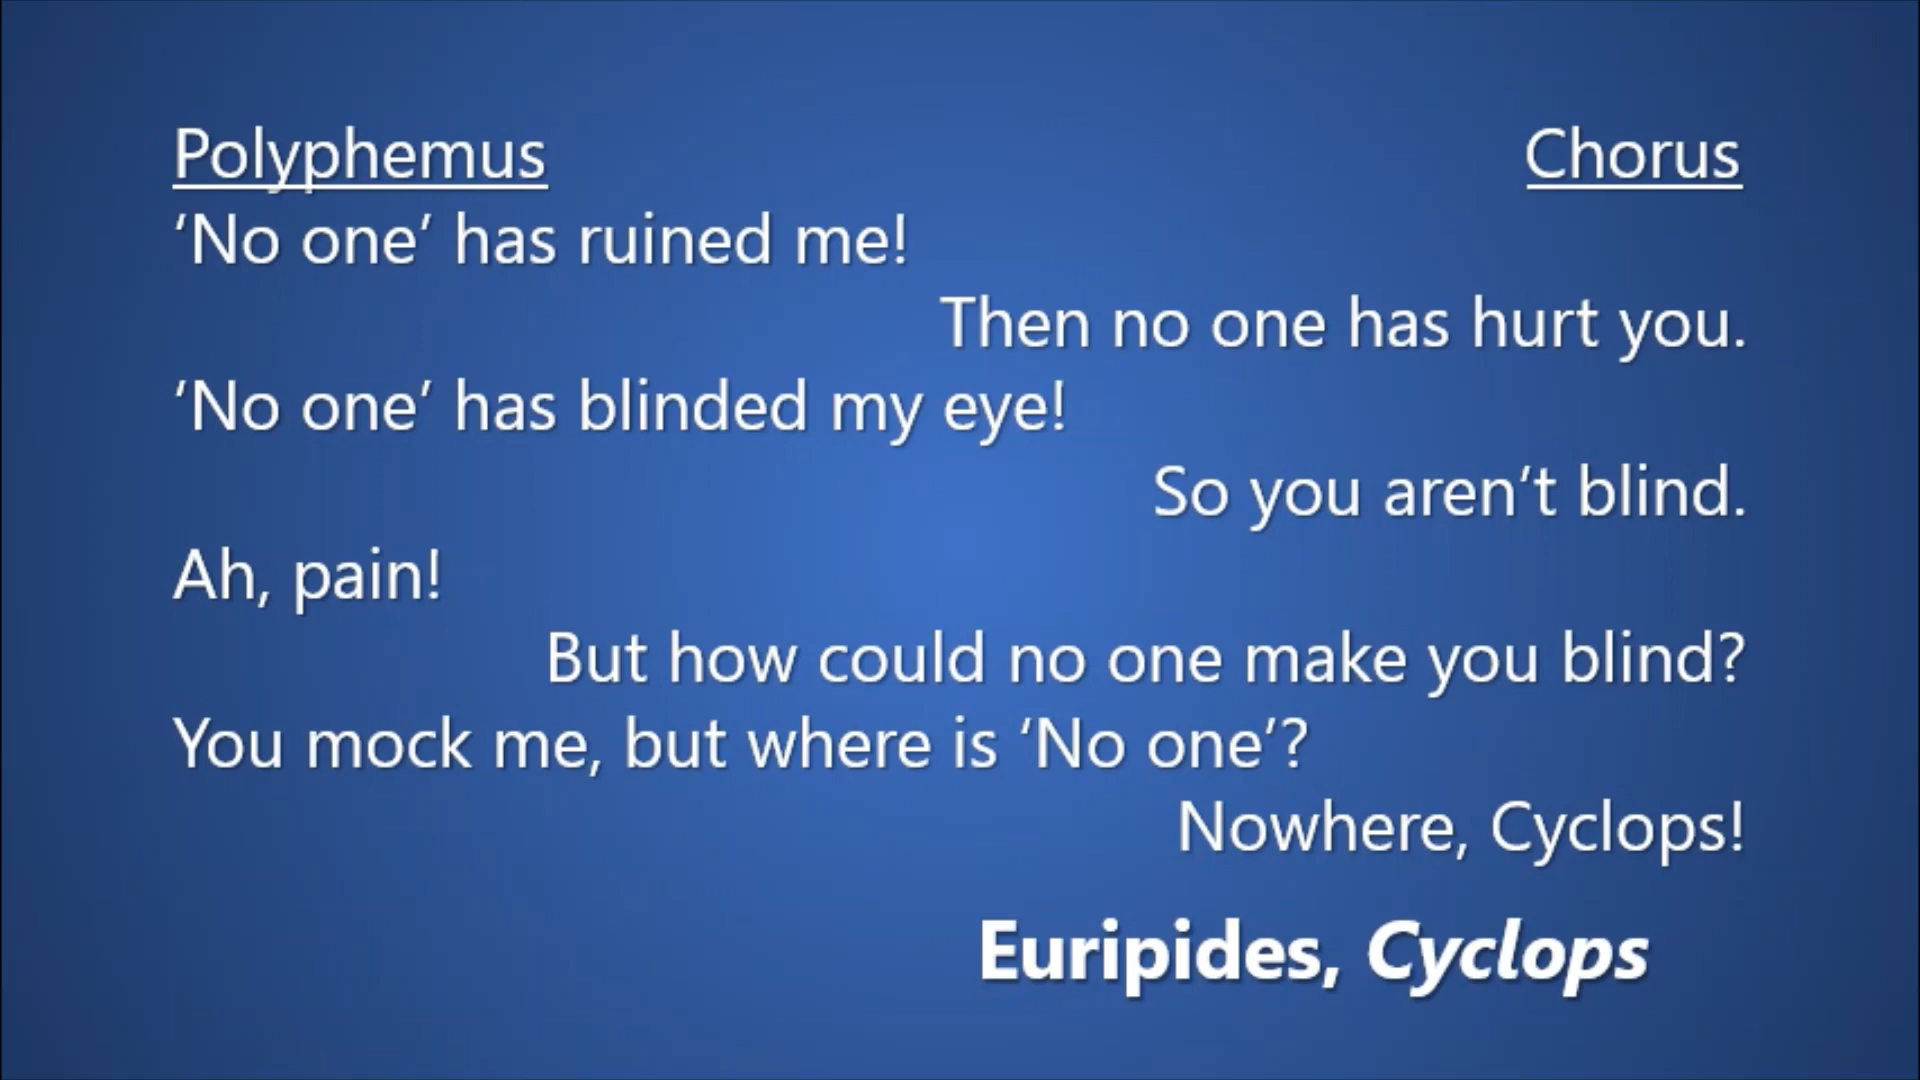 Polyphemus Chorus
‘No one’ has ruined me!
Then no one has hurt you.
‘No one’ has blinded my eye!
So you aren’t blind.
Ah, pain!
But how could no one make you blind?
You mock me, but where is ‘No one’?
Nowhere, Cyclops!
Euripides, Cyclops